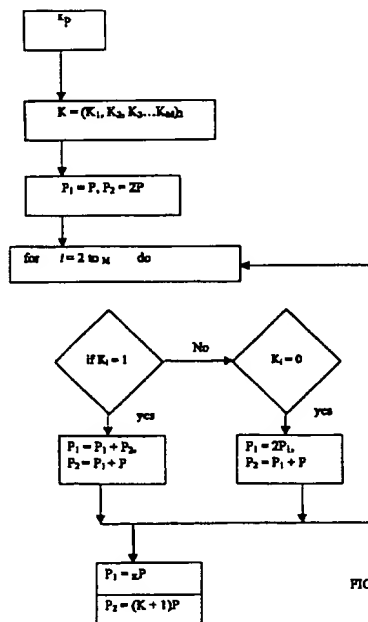 KP
K = (K₁, K₂, K₃...K_M)₂
P₁ = P, P₂ = 2P
for i = 2 to M do
if Kᵢ = 1
No
Kᵢ = 0
yes
yes
P₁ = P₁ + P₂,
P₂ = P₁ + P
P₁ = 2P₁,
P₂ = P₁ + P
P₁ = KP
P₂ = (K + 1)P
FIG